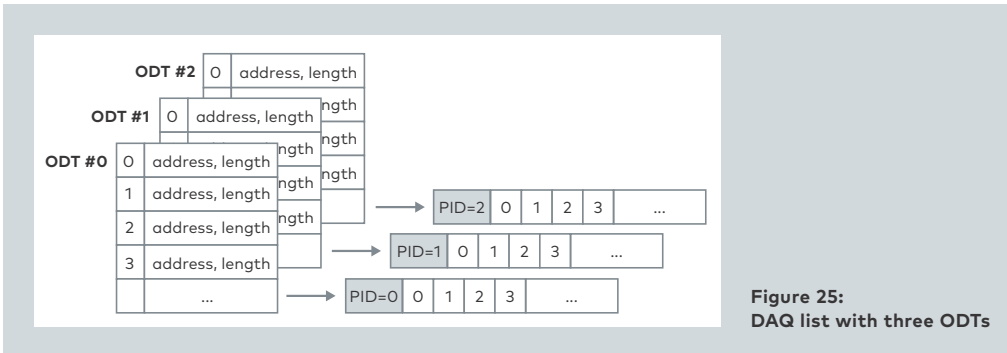 ODT #2 0 address, length
ngth
ODT #1 0 address, length
ngth
ngth
ODT #0 0 address, length
ngth
1 address, length
ngth
PID=2 0 1 2 3 ...
2 address, length
ngth
PID=1 0 1 2 3 ...
3 address, length
... PID=0 0 1 2 3 ...
Figure 25:
DAQ list with three ODTs